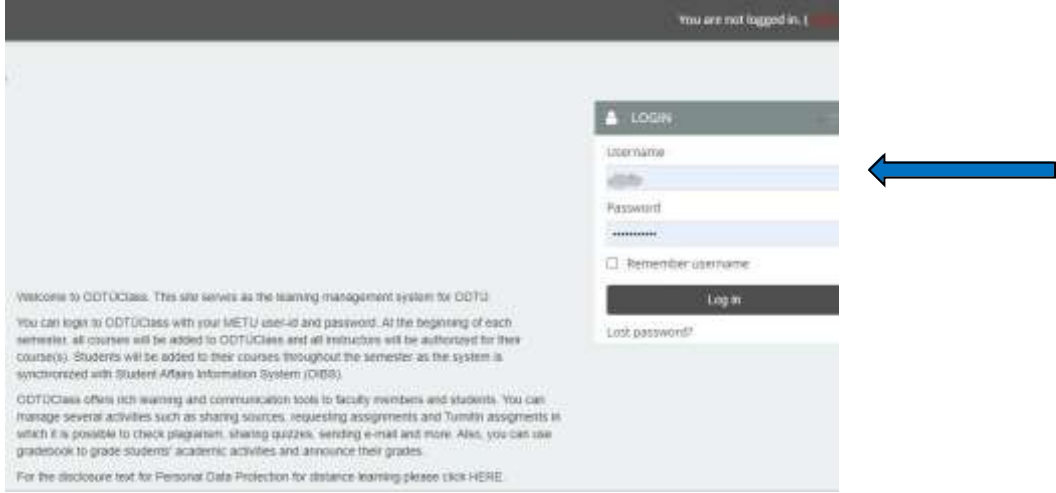 You are not logged in. (
LOGIN
Username
Password
Remember username
Log in
Lost password?
Welcome to ODTÜClass. This site serves as the learning management system for ODTÜ.
You can login to ODTÜClass with your METU user-id and password. At the beginning of each
semester, all courses will be added to ODTÜClass and all instructors will be authorized for their
course(s). Students will be added to their courses throughout the semester as the system is
synchronized with Student Affairs Information System (OIBS).
ODTÜClass offers rich learning and communication tools to faculty members and students. You can
manage several activities such as sharing sources, requesting assignments and Turnitin assigments in
which it is possible to check plagiarism, sharing quizzes, sending e-mail and more. Also, you can use
gradebook to grade students' academic activities and announce their grades.
For the disclosure text for Personal Data Protection for distance learning please click HERE.